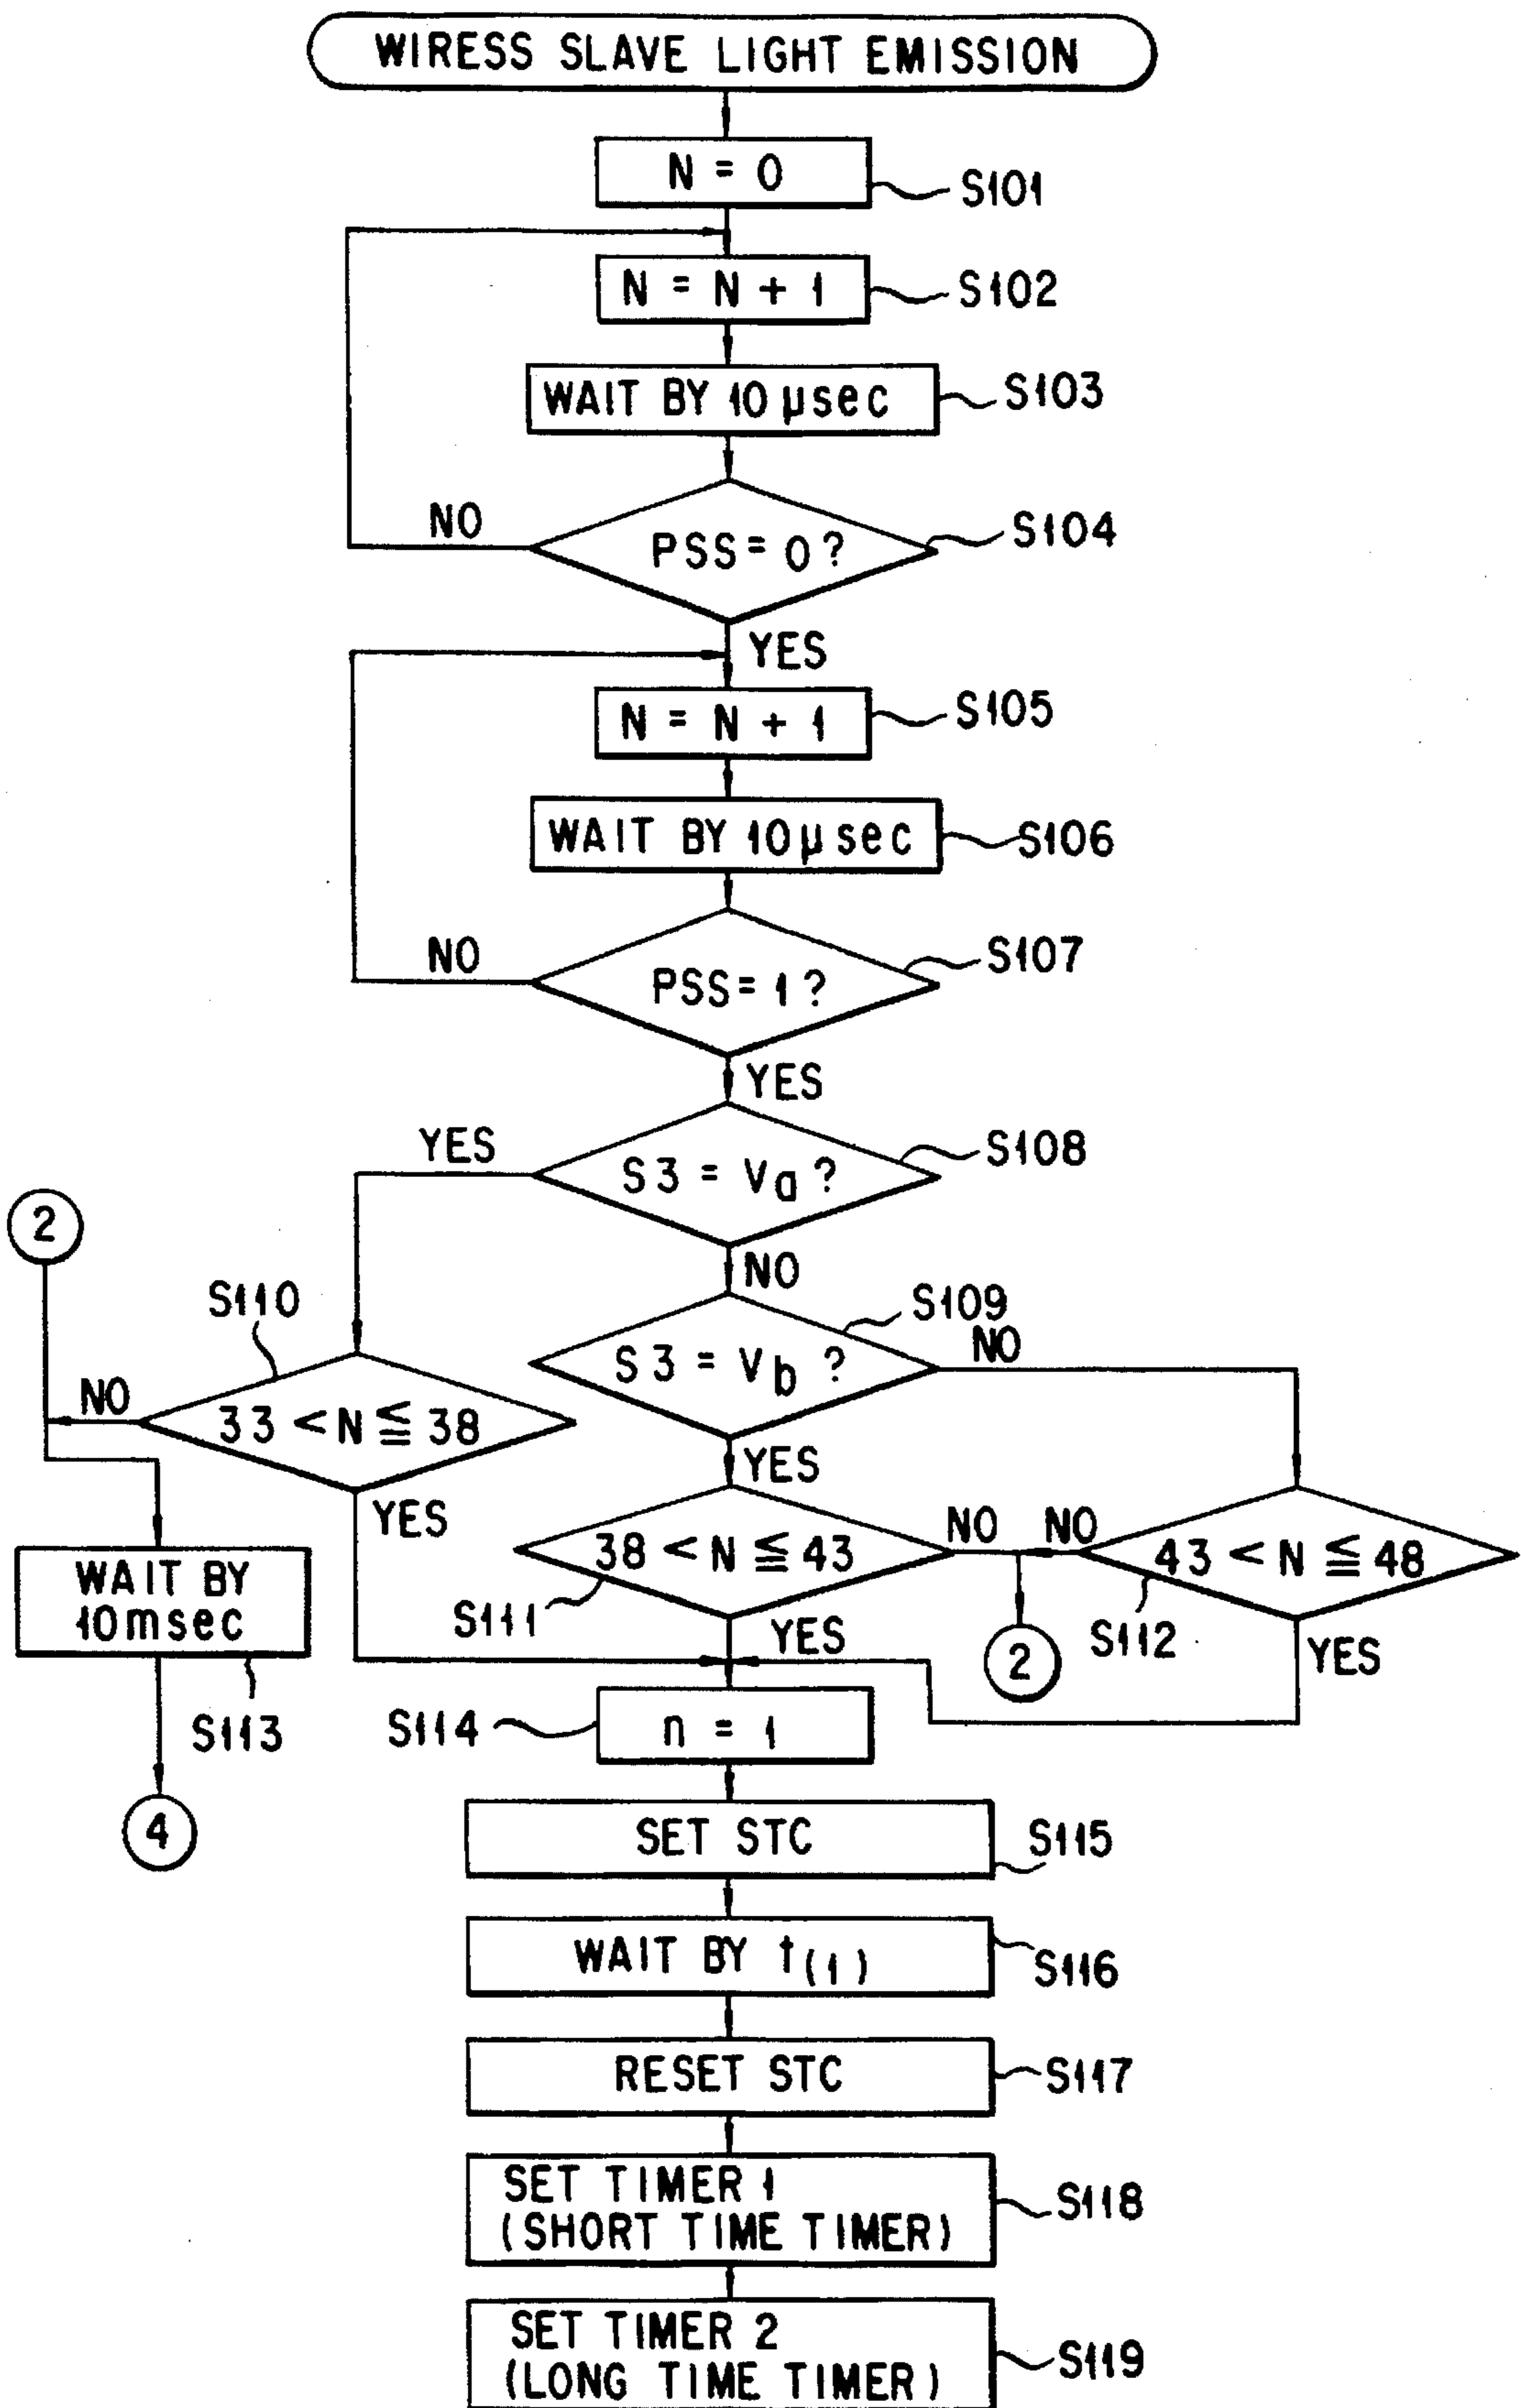 WIRESS SLAVE LIGHT EMISSION
N = 0
S101
N = N + 1
S102
WAIT BY 10 μsec
S103
NO
PSS = 0 ?
S104
YES
N = N + 1
S105
WAIT BY 10 μsec
S106
NO
PSS = 1 ?
S107
YES
YES
S3 = Va ?
S108
2
NO
S110
S109
S3 = Vb ?
NO
NO
33 < N ≦ 38
YES
YES
38 < N ≦ 43
NO
NO
43 < N ≦ 48
WAIT BY
10 msec
S111
YES
2
S112
YES
S113
S114
n = 1
4
SET STC
S115
WAIT BY t(1)
S116
RESET STC
S117
SET TIMER 1
(SHORT TIME TIMER)
S118
SET TIMER 2
(LONG TIME TIMER)
S119